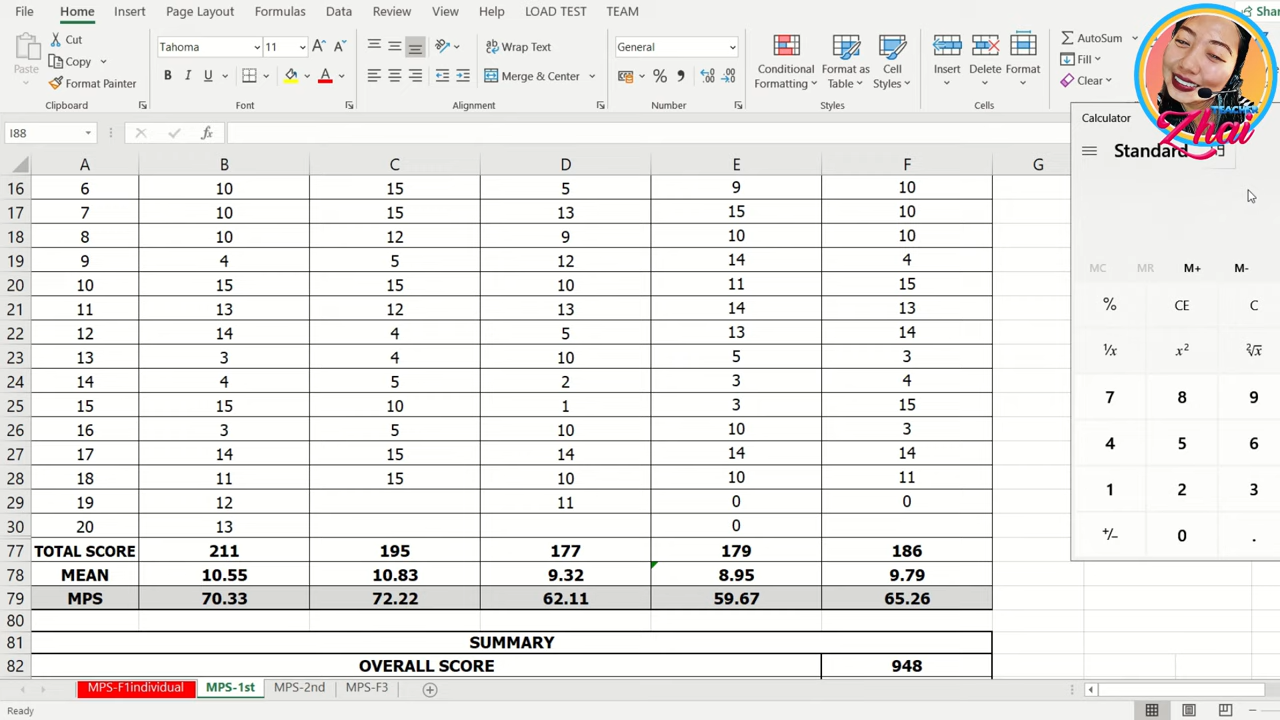 File Home Insert Page Layout Formulas Data Review View Help LOAD TEST TEAM
Paste Cut Copy Format Painter Clipboard
Tahoma 11 A A B I U A Font
Wrap Text Merge & Center Alignment
General % , Number
Conditional Formatting Format as Table Cell Styles Styles
Insert Delete Format Cells
AutoSum Fill Clear
TEACHER Zhai
I88 fx
A B C D E F G
16 6 10 15 5 9 10
17 7 10 15 13 15 10
18 8 10 12 9 10 10
19 9 4 5 12 14 4
20 10 15 15 10 11 15
21 11 13 12 13 14 13
22 12 14 4 5 13 14
23 13 3 4 10 5 3
24 14 4 5 2 3 4
25 15 15 10 1 3 15
26 16 3 5 10 10 3
27 17 14 15 14 14 14
28 18 11 15 10 10 11
29 19 12 11 0 0
30 20 13 0
77 TOTAL SCORE 211 195 177 179 186
78 MEAN 10.55 10.83 9.32 8.95 9.79
79 MPS 70.33 72.22 62.11 59.67 65.26
80
81 SUMMARY
82 OVERALL SCORE 948
Calculator
Standard
MC MR M+ M-
% CE C
¹/x x² ²√x
7 8 9
4 5 6
1 2 3
+/- 0 .
MPS-F1individual MPS-1st MPS-2nd MPS-F3
Ready